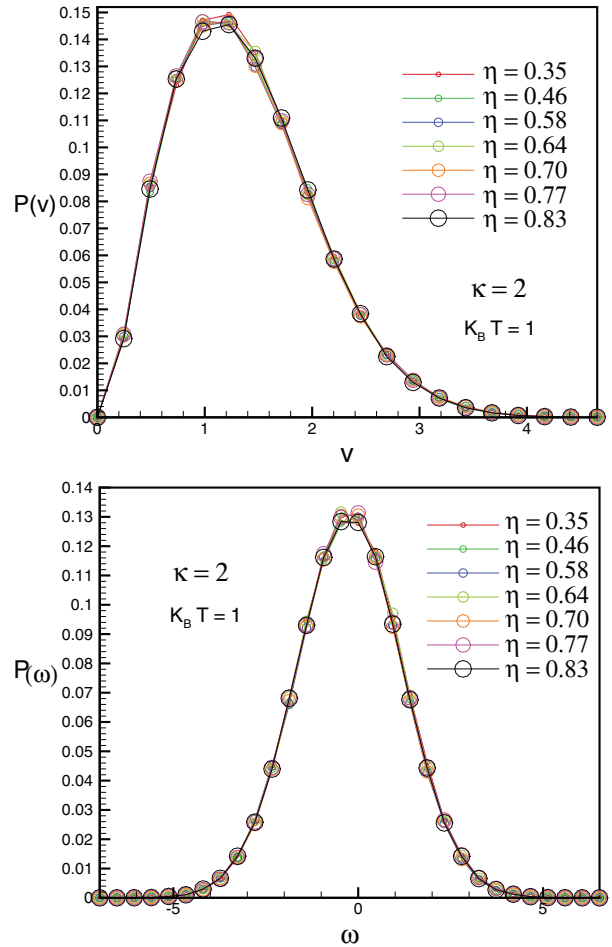 0.15
0.14
0.13
0.12
0.11
0.1
0.09
0.08
0.07
0.06
0.05
0.04
0.03
0.02
0.01
0
P(v)
η = 0.35
η = 0.46
η = 0.58
η = 0.64
η = 0.70
η = 0.77
η = 0.83
κ = 2
K_B T = 1
0 1 2 3 4
v
0.14
0.13
0.12
0.11
0.1
0.09
0.08
0.07
0.06
0.05
0.04
0.03
0.02
0.01
0
P(ω)
κ = 2
K_B T = 1
η = 0.35
η = 0.46
η = 0.58
η = 0.64
η = 0.70
η = 0.77
η = 0.83
-5 0 5
ω